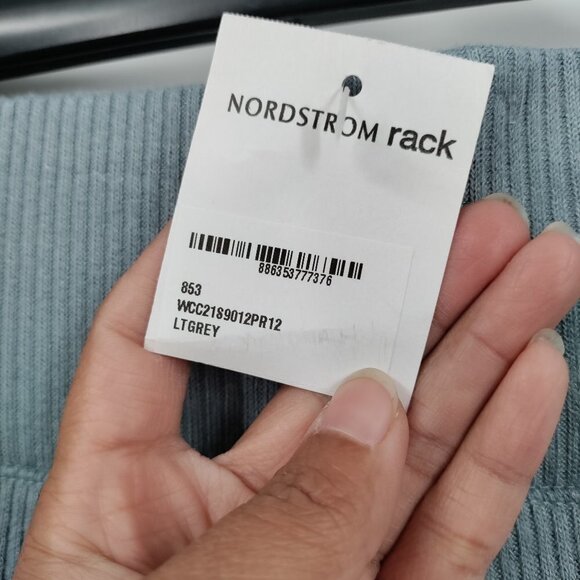 NORDSTROM rack
886353777376
853
WCC2189012PR12
LTGREY